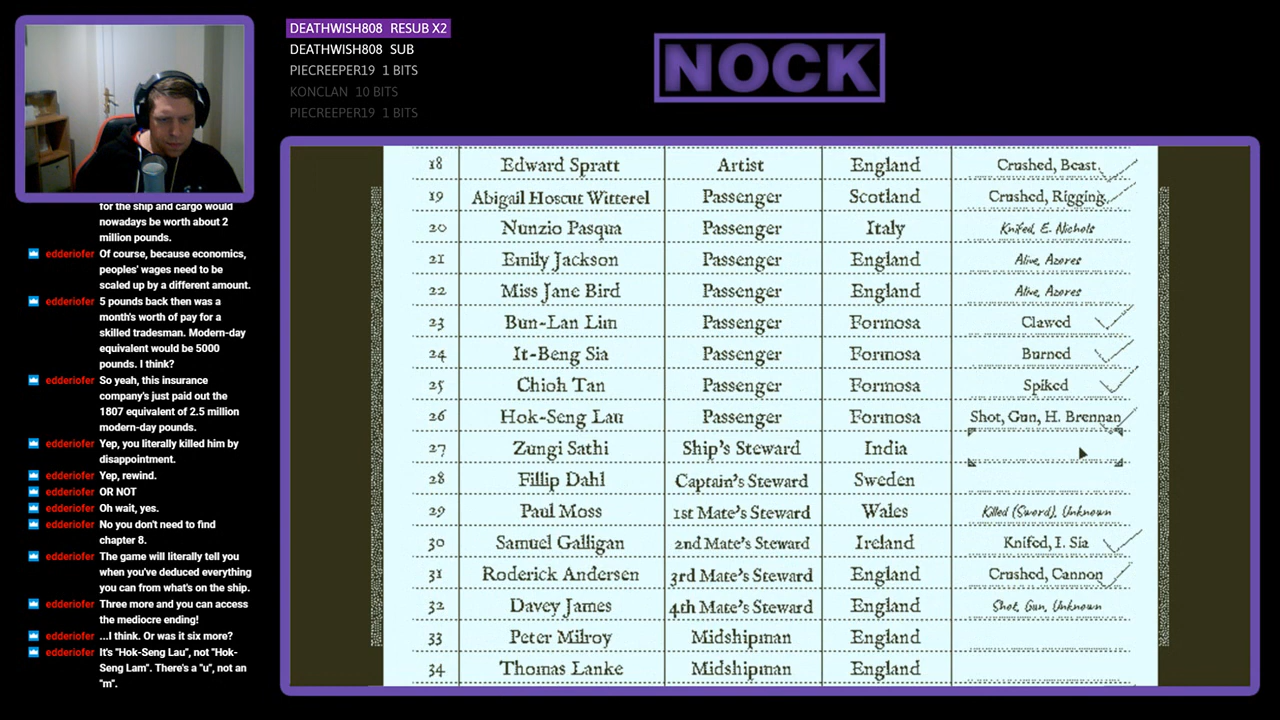 DEATHWISH808 RESUB X2
DEATHWISH808 SUB
PIECREEPER19 1 BITS
KONCLAN 10 BITS
PIECREEPER19 1 BITS
NOCK
for the ship and cargo would
nowadays be worth about 2
million pounds.
edderiofer Of course, because economics,
peoples' wages need to be
scaled up by a different amount.
edderiofer 5 pounds back then was a
month's worth of pay for a
skilled tradesman. Modern-day
equivalent would be 5000
pounds. I think?
edderiofer So yeah, this insurance
company's just paid out the
1807 equivalent of 2.5 million
modern-day pounds.
edderiofer Yep, you literally killed him by
disappointment.
edderiofer Yep, rewind.
edderiofer OR NOT
edderiofer Oh wait, yes.
edderiofer No you don't need to find
chapter 8.
edderiofer The game will literally tell you
when you've deduced everything
you can from what's on the ship.
edderiofer Three more and you can access
the mediocre ending!
edderiofer ...I think. Or was it six more?
edderiofer It's "Hok-Seng Lau", not "Hok-
Seng Lam". There's a "u", not an
"m".
18 Edward Spratt Artist England Crushed, Beast
19 Abigail Hoscut Witterel Passenger Scotland Crushed, Rigging
20 Nunzio Pasqua Passenger Italy Knifed, E. Nichols
21 Emily Jackson Passenger England Alive, Azores
22 Miss Jane Bird Passenger England Alive, Azores
23 Bun-Lan Lim Passenger Formosa Clawed
24 It-Beng Sia Passenger Formosa Burned
25 Chioh Tan Passenger Formosa Spiked
26 Hok-Seng Lau Passenger Formosa Shot, Gun, H. Brennan
27 Zungi Sathi Ship's Steward India
28 Fillip Dahl Captain's Steward Sweden
29 Paul Moss 1st Mate's Steward Wales Killed (Sword), Unknown
30 Samuel Galligan 2nd Mate's Steward Ireland Knifed, I. Sia
31 Roderick Andersen 3rd Mate's Steward England Crushed, Cannon
32 Davey James 4th Mate's Steward England Shot, Gun, Unknown
33 Peter Milroy Midshipman England
34 Thomas Lanke Midshipman England